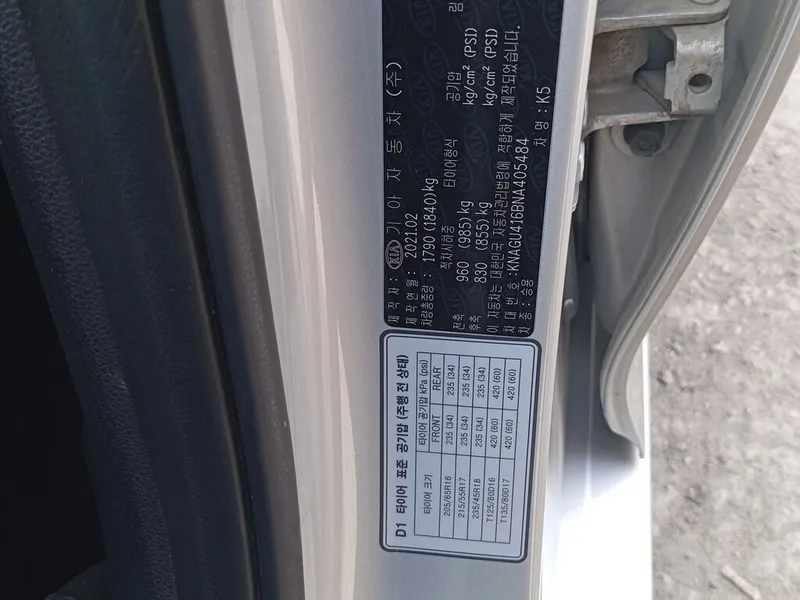 제작자: KIA 기아자동차 (주)
제작연월: 2021.02
차량총중량: 1790 (1840)kg
적차시하중 타이어형식 공기압
전축 960 (985)kg kg/cm² (PSI)
후축 830 (855)kg kg/cm² (PSI)
이 자동차는 대한민국 자동차관리법령에 적합하게 제작되었습니다.
차대번호: KNAGU416BNA405484
차종: 승용 차명: K5
D1 타이어 표준 공기압 (주행 전 상태)
타이어 크기 타이어 공기압 kPa (psi)
FRONT REAR
205/65R16 235 (34) 235 (34)
215/55R17 235 (34) 235 (34)
235/45R18 235 (34) 235 (34)
T125/80D16 420 (60) 420 (60)
T135/80D17 420 (60) 420 (60)